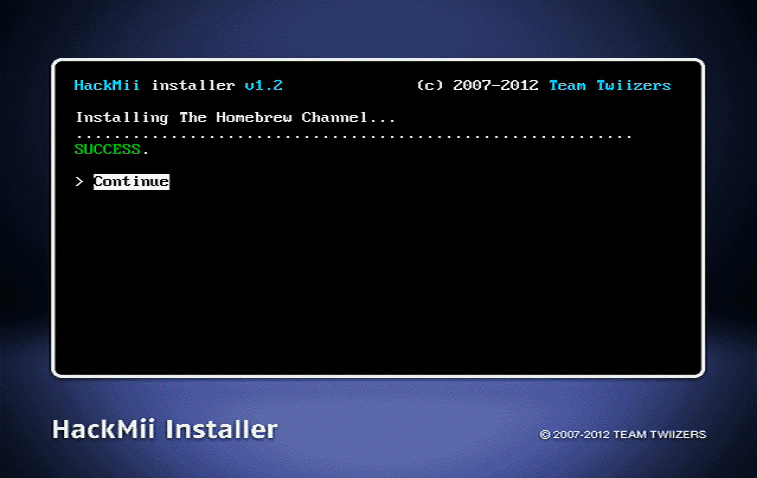 HackMii installer v1.2 (c) 2007-2012 Team Twiizers
Installing The Homebrew Channel...
...........................................................
SUCCESS.
> Continue
HackMii Installer
© 2007-2012 TEAM TWIIZERS